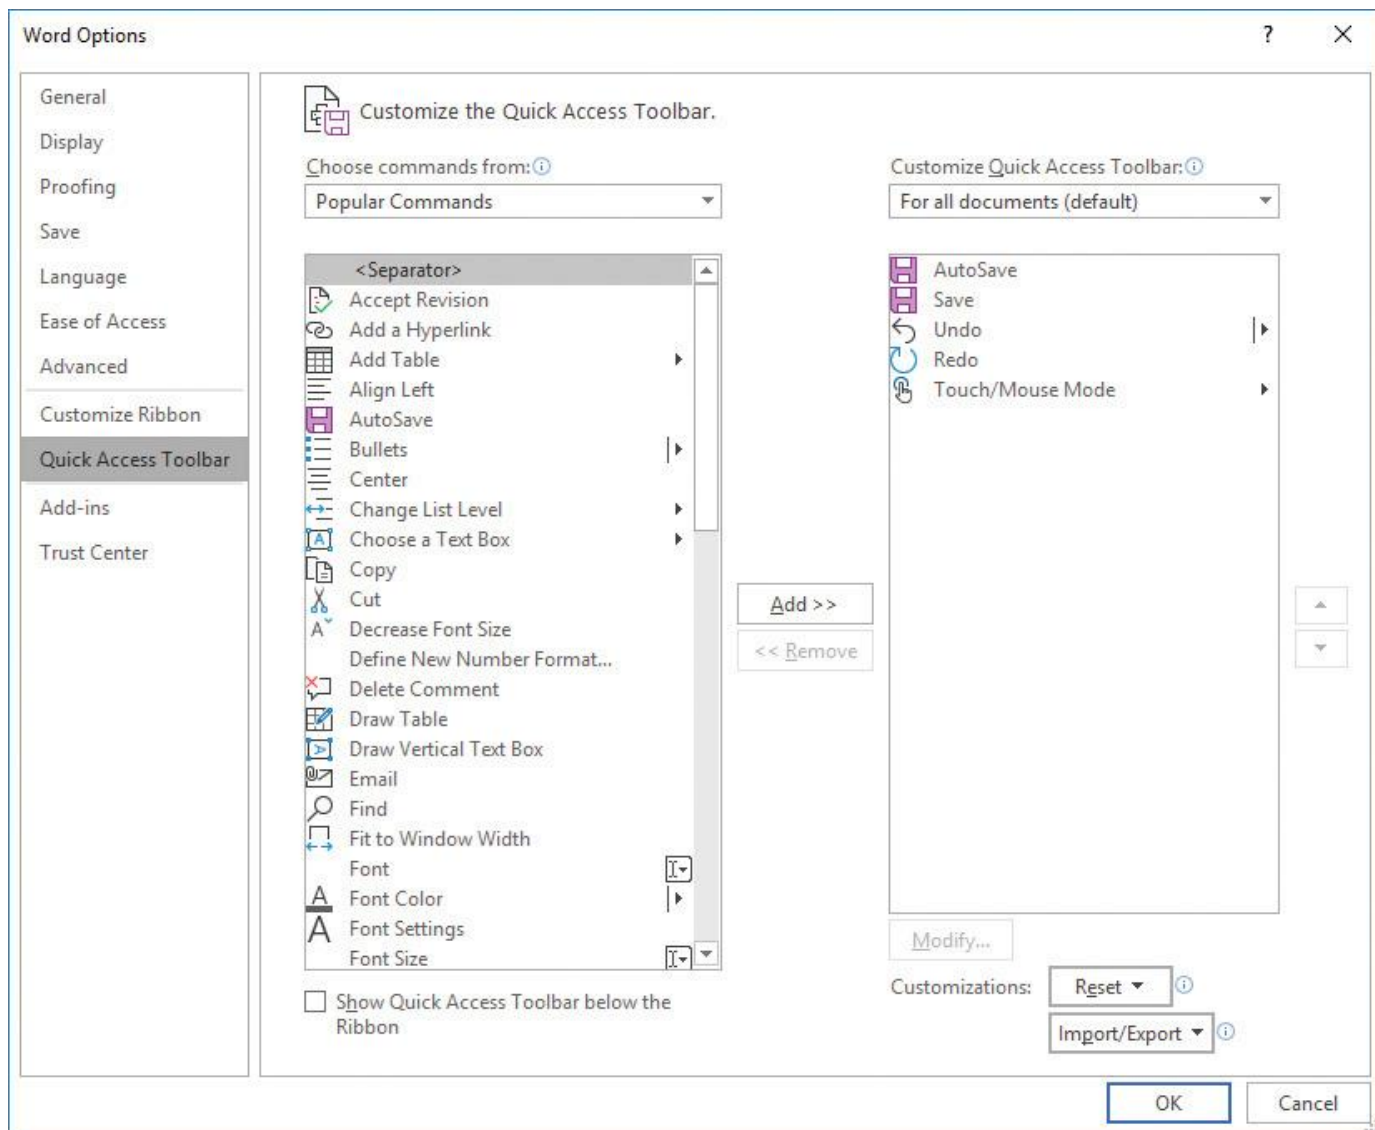 Word Options
?
General
Display
Proofing
Save
Language
Ease of Access
Advanced
Customize Ribbon
Quick Access Toolbar
Add-ins
Trust Center
Customize the Quick Access Toolbar.
Choose commands from:
Popular Commands
<Separator>
Accept Revision
Add a Hyperlink
Add Table
Align Left
AutoSave
Bullets
Center
Change List Level
Choose a Text Box
Copy
Cut
Decrease Font Size
Define New Number Format...
Delete Comment
Draw Table
Draw Vertical Text Box
Email
Find
Fit to Window Width
Font
Font Color
Font Settings
Font Size
Show Quick Access Toolbar below the
Ribbon
Add >>
<< Remove
Customize Quick Access Toolbar:
For all documents (default)
AutoSave
Save
Undo
Redo
Touch/Mouse Mode
Modify...
Customizations:
Reset
Import/Export
OK
Cancel